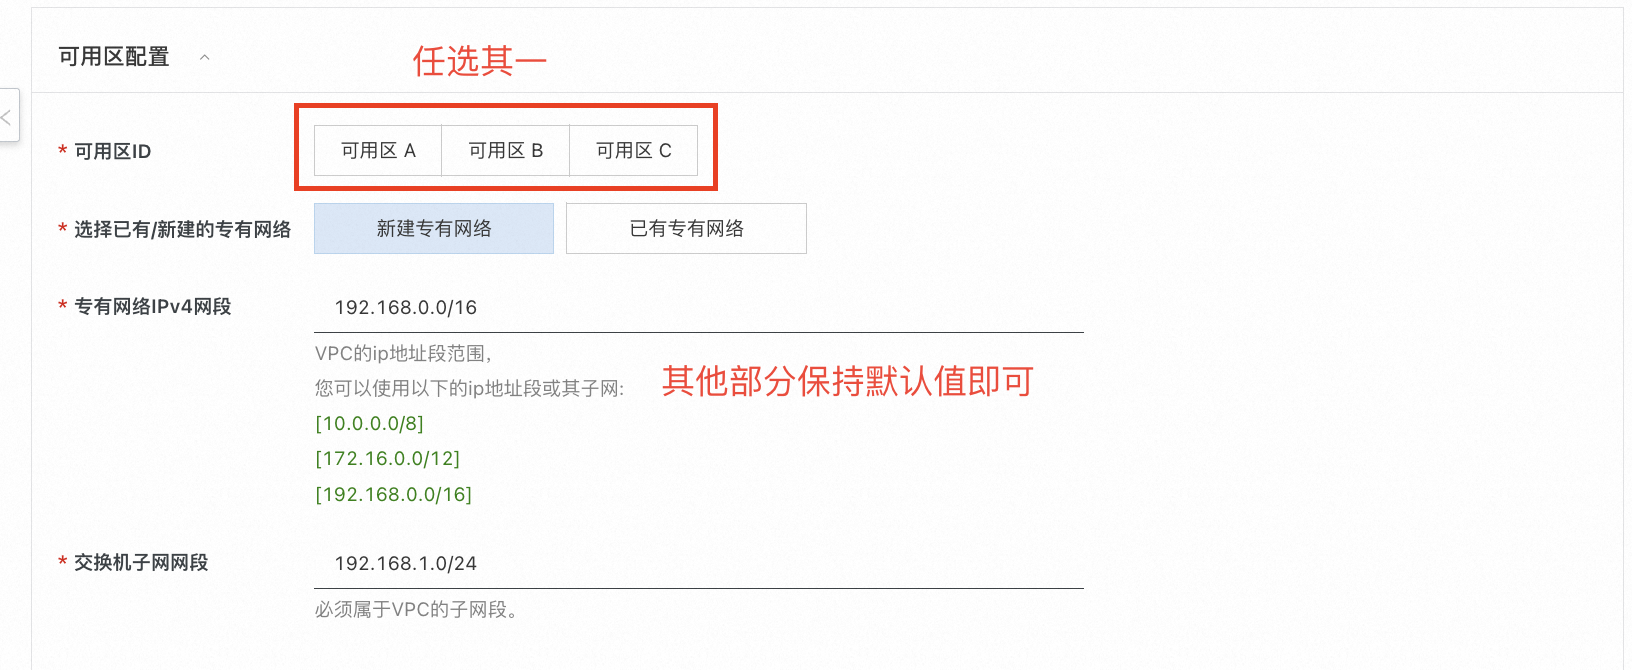 可用区配置
任选其一
* 可用区ID
可用区 A 可用区 B 可用区 C
* 选择已有/新建的专有网络
新建专有网络 已有专有网络
* 专有网络IPv4网段
192.168.0.0/16
VPC的ip地址段范围，
您可以使用以下的ip地址段或其子网:
其他部分保持默认值即可
[10.0.0.0/8]
[172.16.0.0/12]
[192.168.0.0/16]
* 交换机子网网段
192.168.1.0/24
必须属于VPC的子网段。